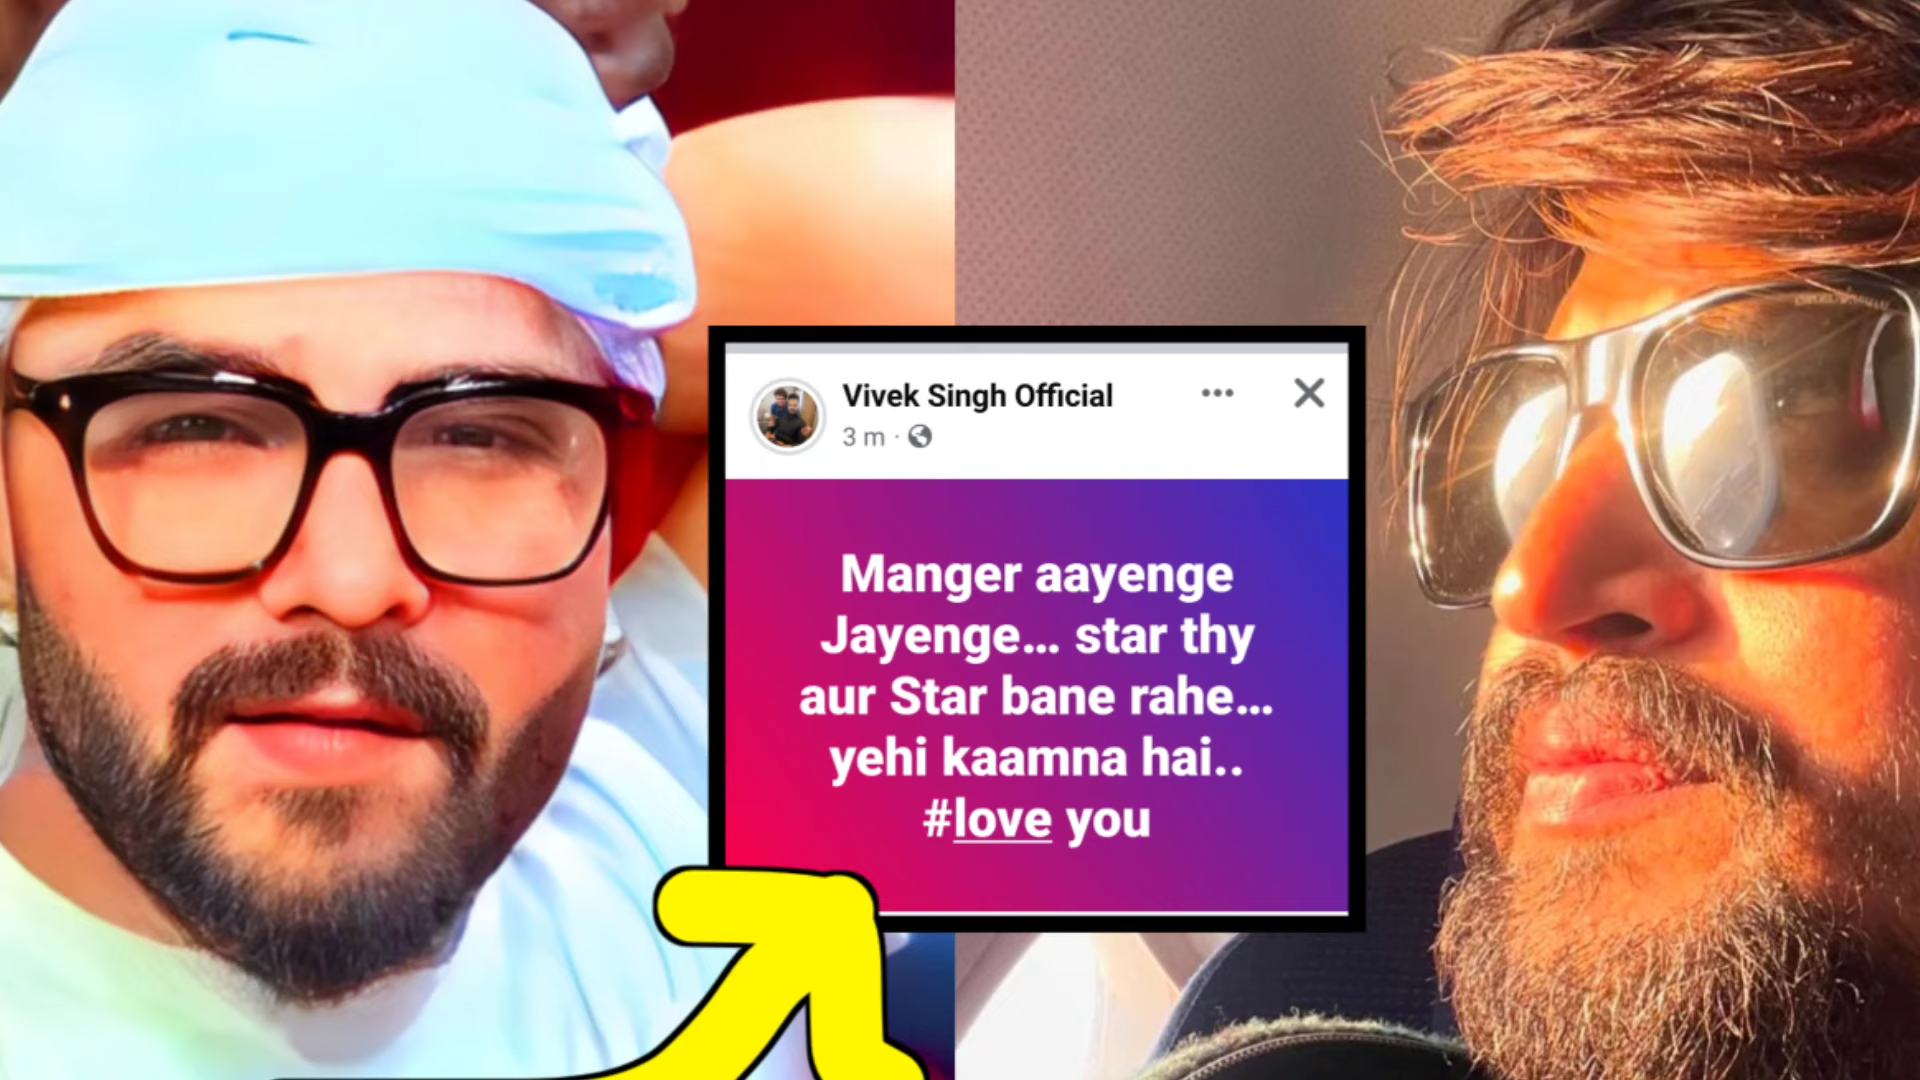 Vivek Singh Official
3 m ·
Manger aayenge
Jayenge... star thy
aur Star bane rahe...
yehi kaamna hai..
#love you